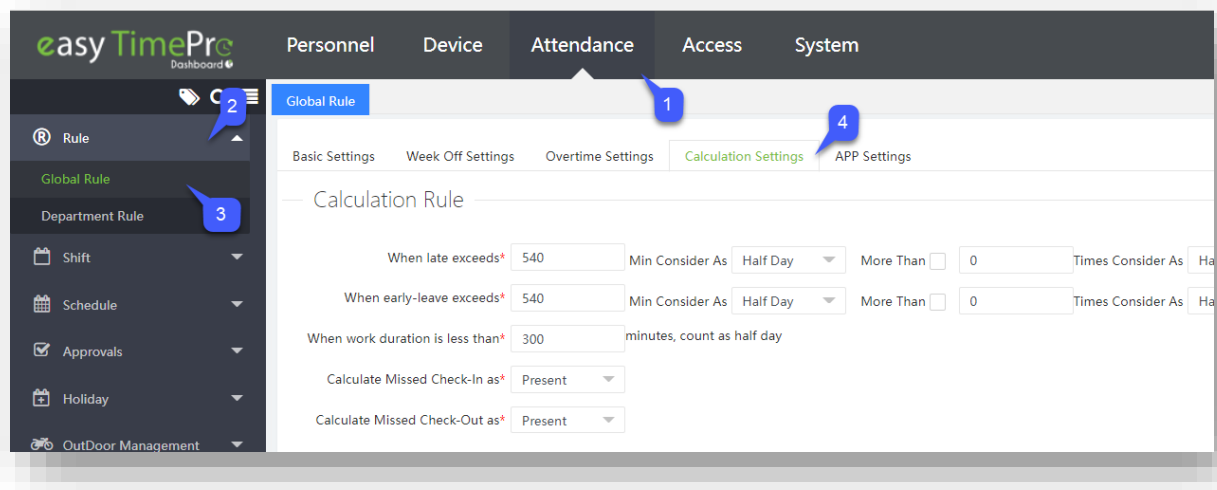 easy TimePro
Dashboard
Personnel Device Attendance Access System
2
Global Rule
1
4
® Rule
Basic Settings Week Off Settings Overtime Settings Calculation Settings APP Settings
Global Rule
Calculation Rule
Department Rule
3
When late exceeds* 540 Min Consider As Half Day More Than 0 Times Consider As Ha
Shift
When early-leave exceeds* 540 Min Consider As Half Day More Than 0 Times Consider As Ha
Schedule
When work duration is less than* 300 minutes, count as half day
Approvals
Calculate Missed Check-In as* Present
Holiday
Calculate Missed Check-Out as* Present
OutDoor Management